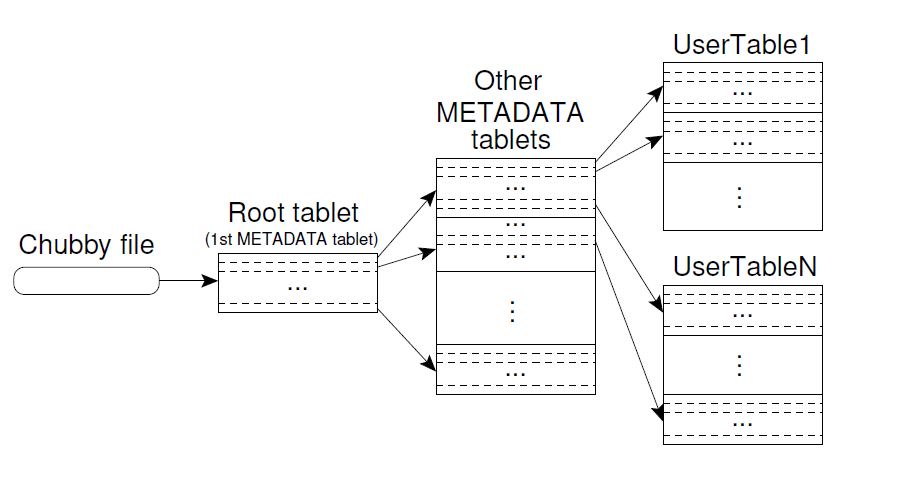 UserTable1
...
...
⋮
Other
METADATA
tablets
...
...
...
⋮
...
Root tablet
(1st METADATA tablet)
...
Chubby file
UserTableN
...
⋮
...